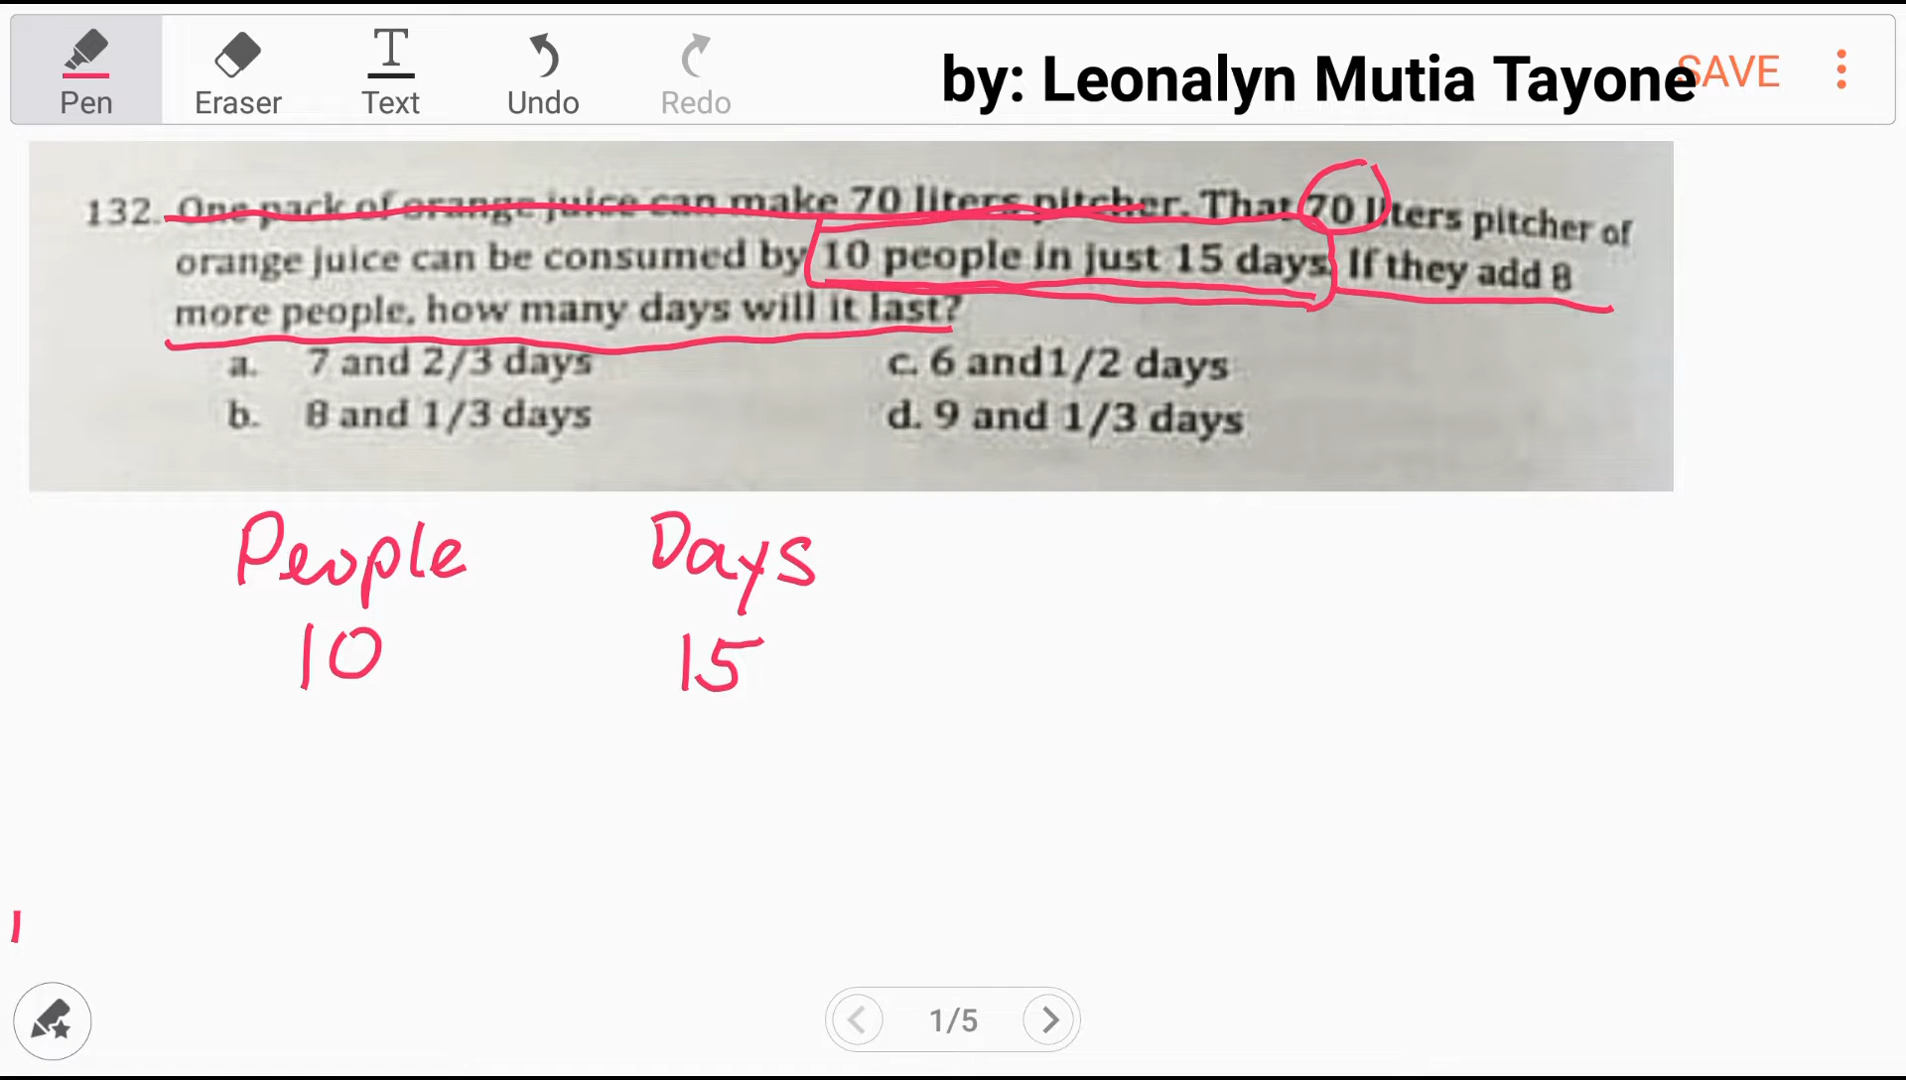 Pen Eraser Text Undo Redo by: Leonalyn Mutia Tayone SAVE
132. One pack of orange juice can make 70 liters pitcher. That 70 liters pitcher of
orange juice can be consumed by 10 people in just 15 days. If they add 8
more people, how many days will it last?
a. 7 and 2/3 days c. 6 and1/2 days
b. 8 and 1/3 days d. 9 and 1/3 days
People Days
10 15
1/5